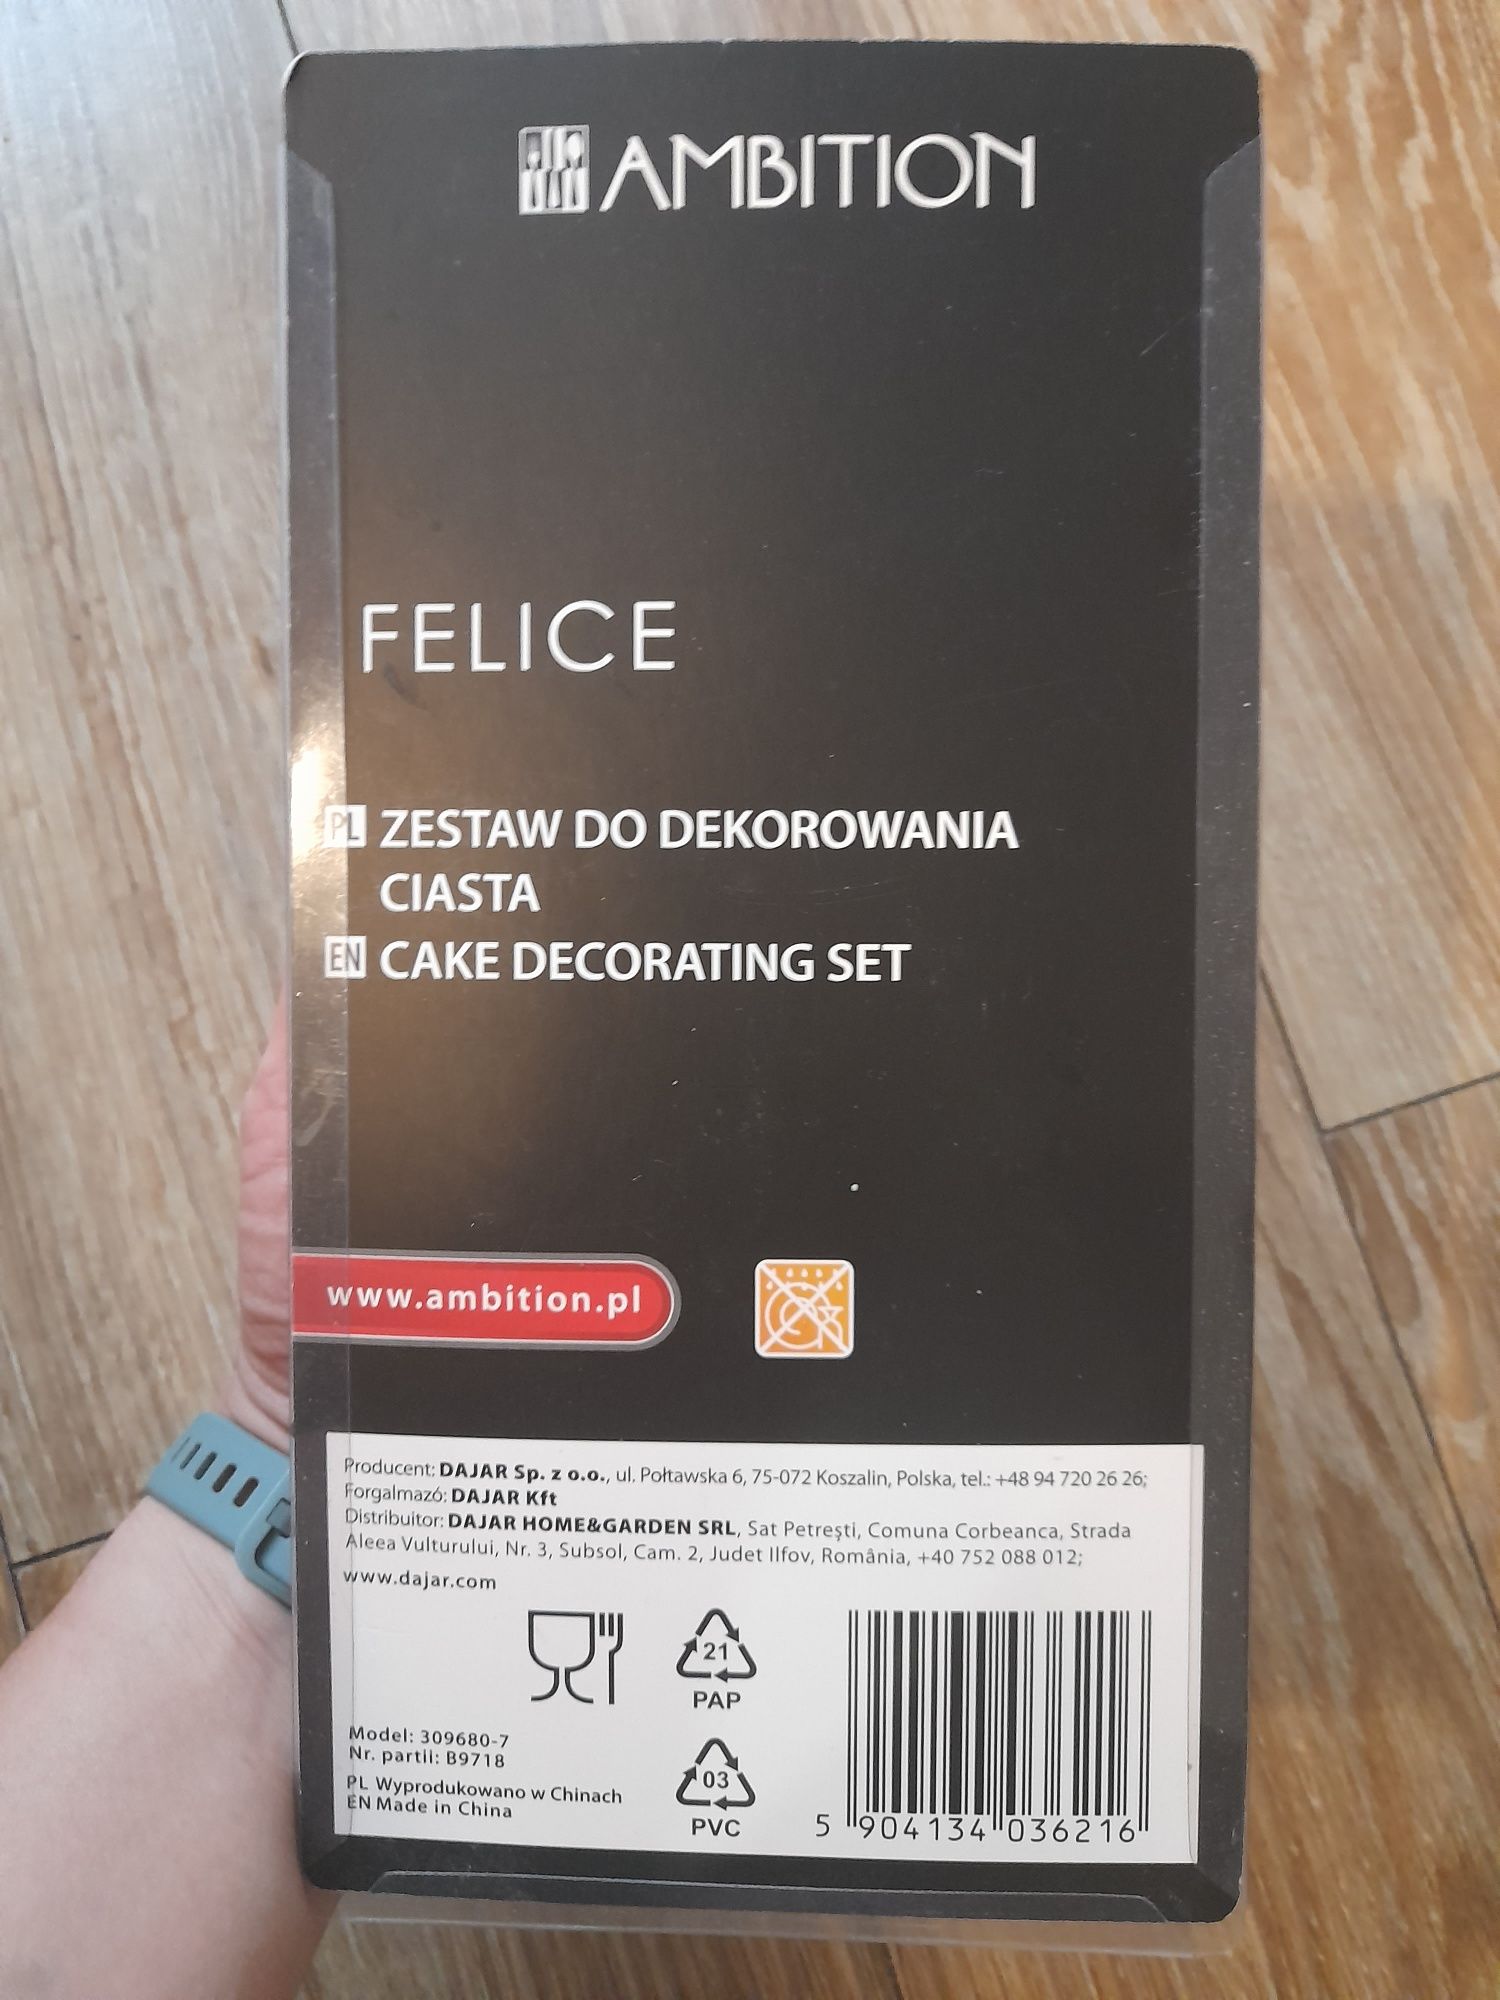 AMBITION
FELICE
PL ZESTAW DO DEKOROWANIA
CIASTA
EN CAKE DECORATING SET
www.ambition.pl
Producent: DAJAR Sp. z o.o., ul. Połtawska 6, 75-072 Koszalin, Polska, tel.: +48 94 720 26 26;
Forgalmazó: DAJAR Kft
Distribuitor: DAJAR HOME&GARDEN SRL, Sat Petreşti, Comuna Corbeanca, Strada
Aleea Vulturului, Nr. 3, Subsol, Cam. 2, Judet Ilfov, România, +40 752 088 012;
www.dajar.com
21
PAP
Model: 309680-7
Nr. partii: B9718
PL Wyprodukowano w Chinach
EN Made in China
03
PVC
5 904134 036216